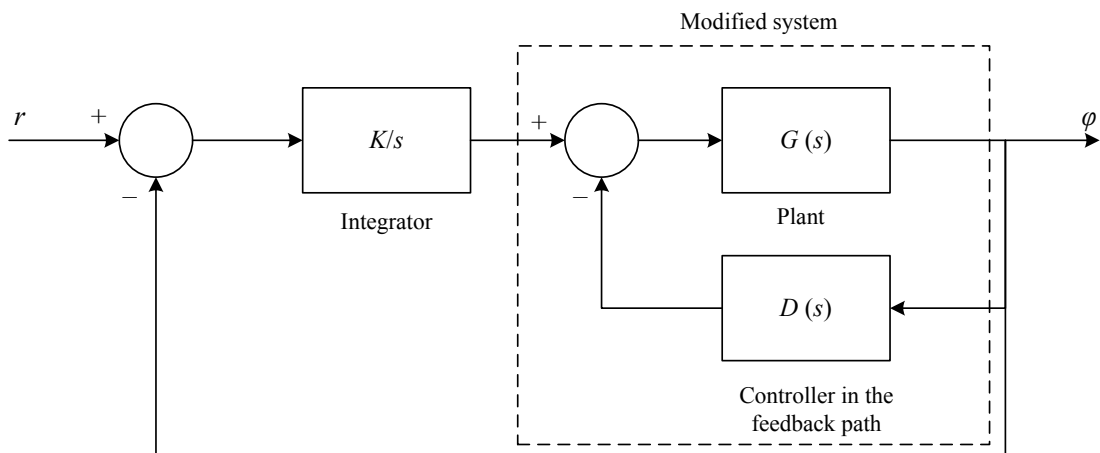 Modified system
r
+
φ
K/s
+
G (s)
−
−
Integrator
Plant
D (s)
Controller in the
feedback path